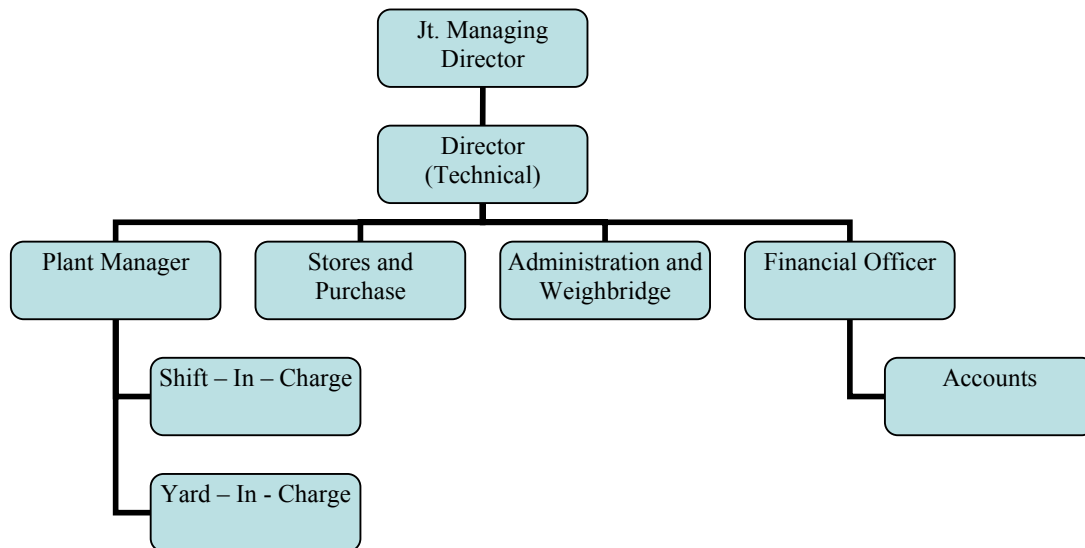 Jt. Managing
Director
Director
(Technical)
Plant Manager
Stores and
Purchase
Administration and
Weighbridge
Financial Officer
Shift – In – Charge
Accounts
Yard – In - Charge